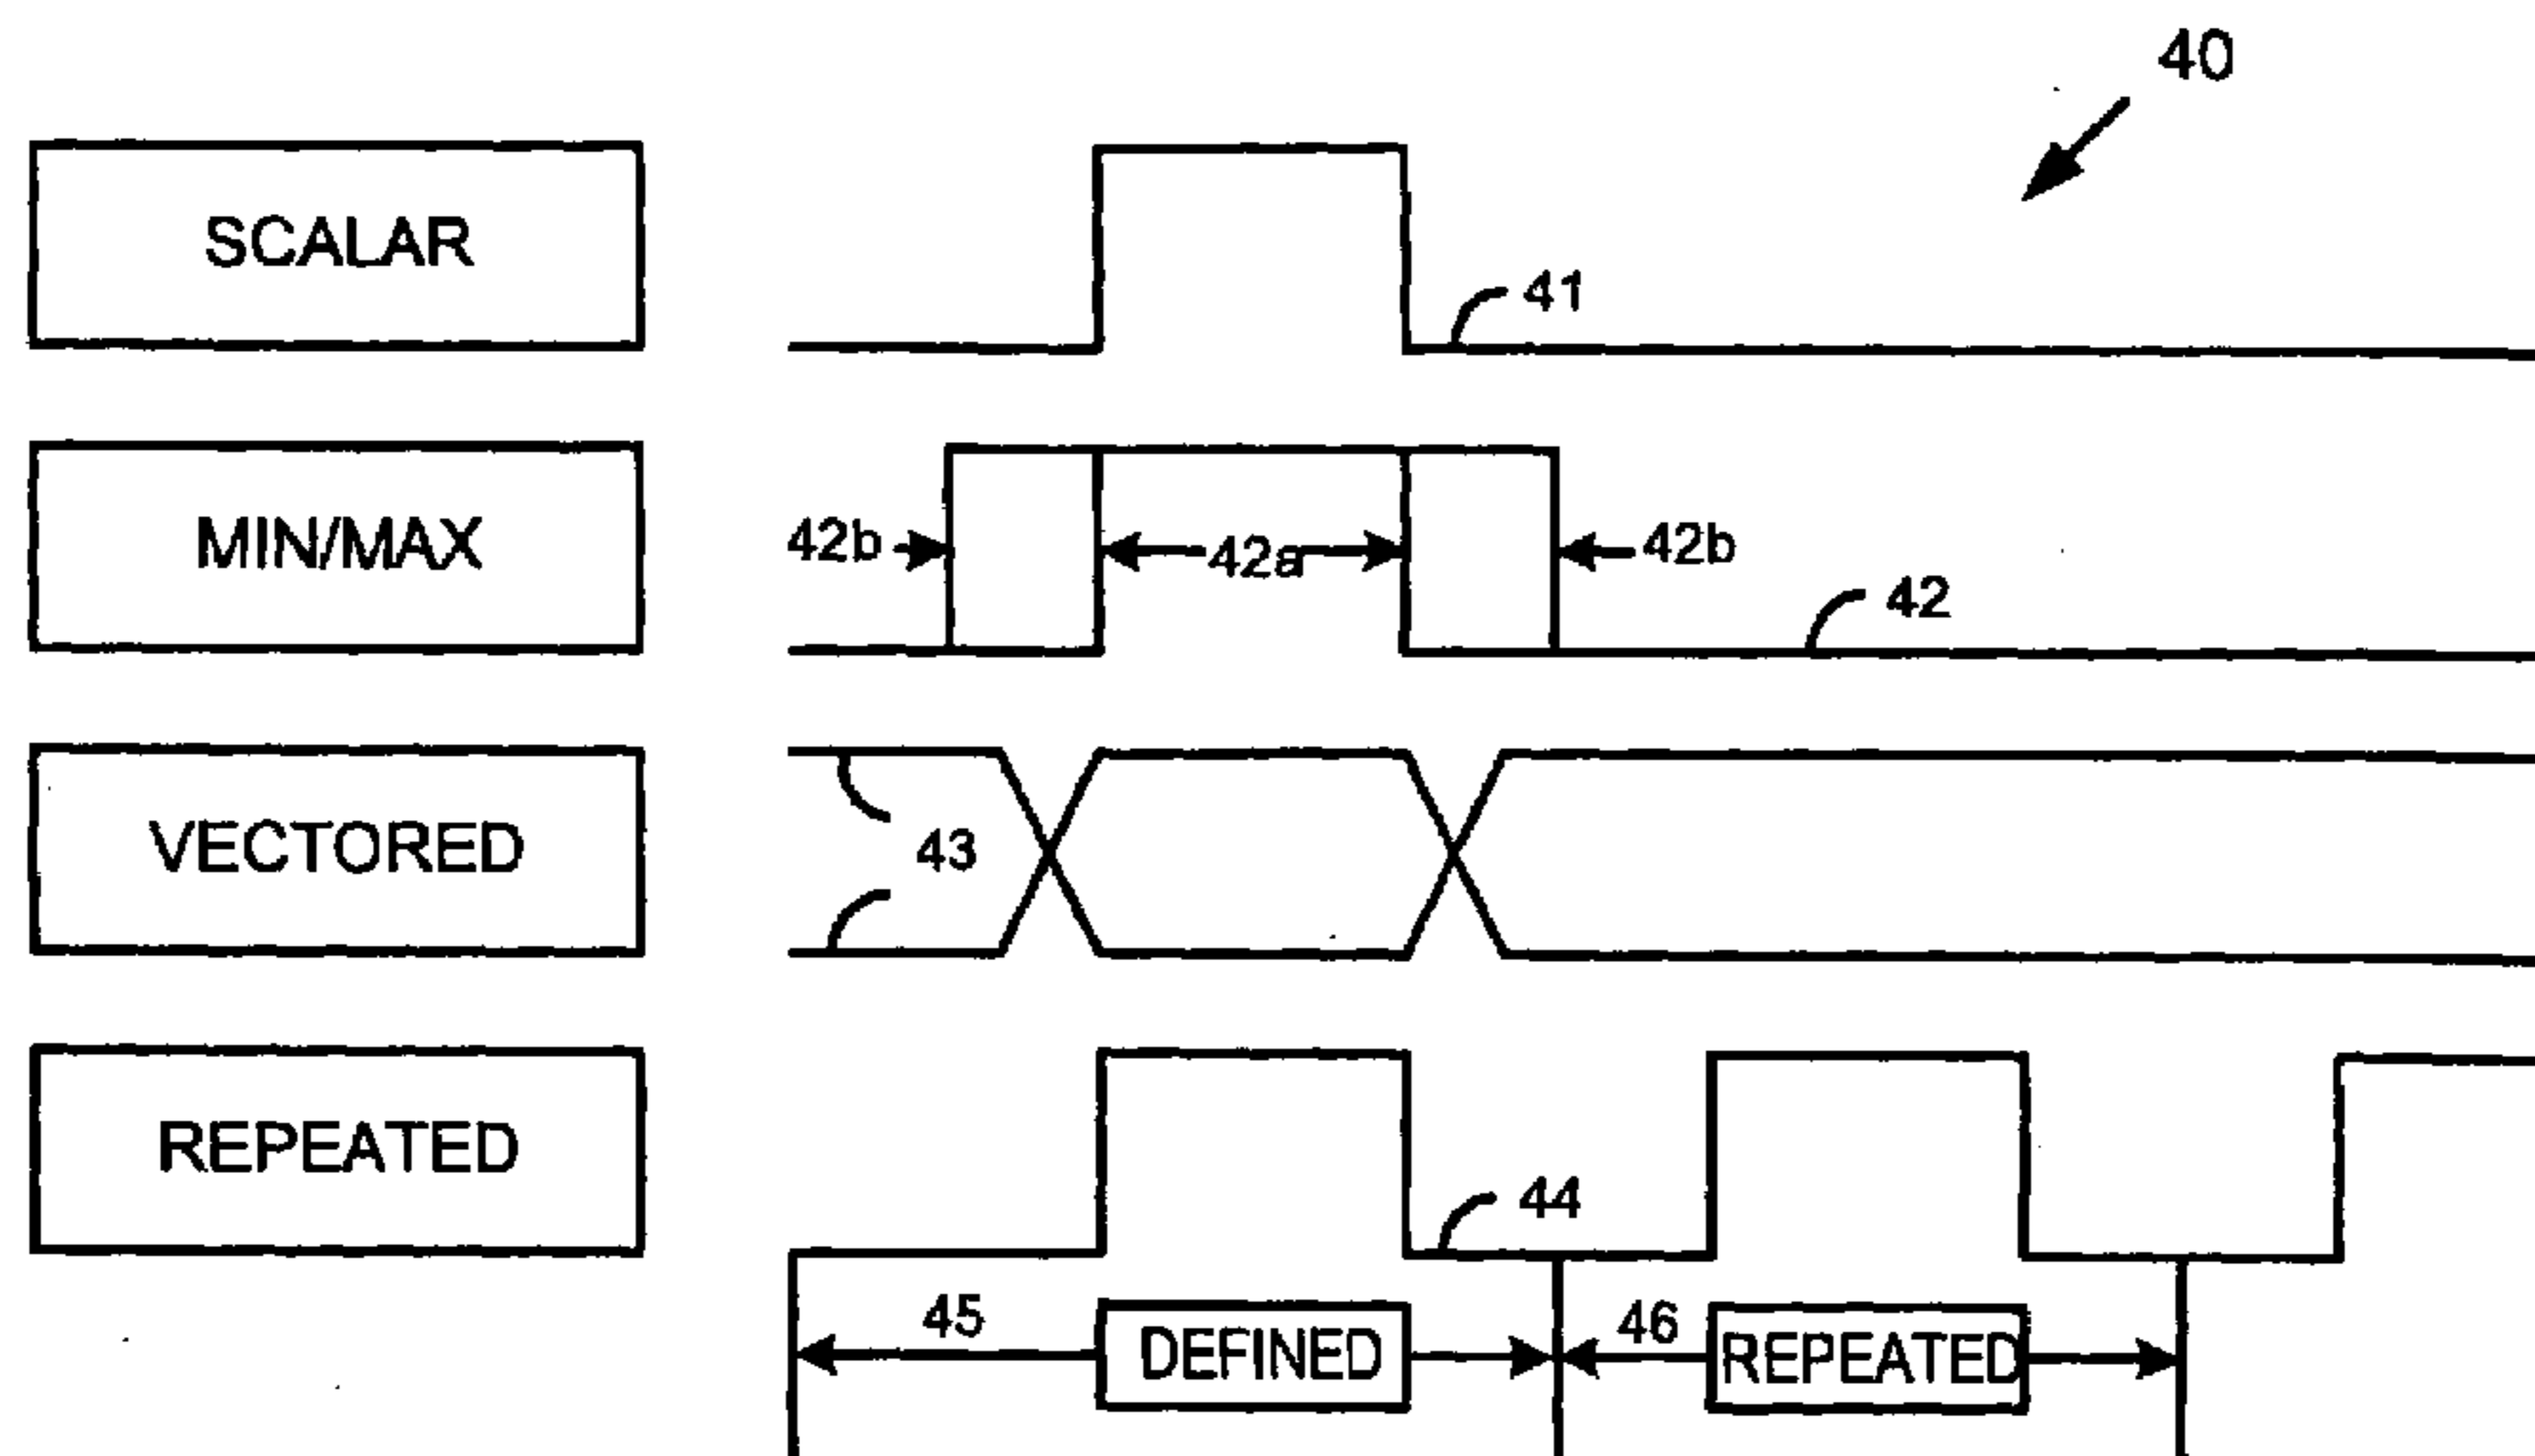 40
SCALAR
41
MIN/MAX
42b
42a
42b
42
VECTORED
43
REPEATED
44
45
DEFINED
46
REPEATED